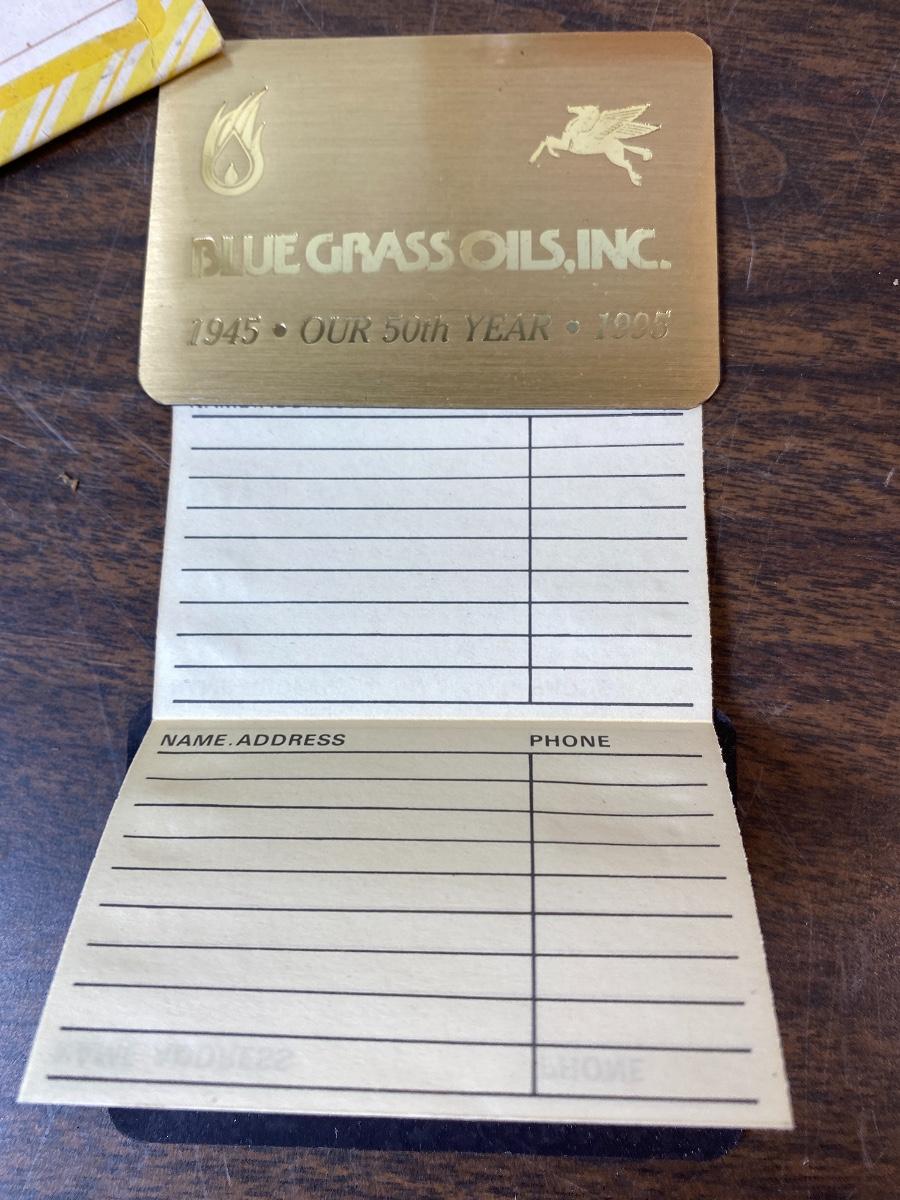 BLUE GRASS OILS, INC.
1945 • OUR 50th YEAR • 1995
NAME. ADDRESS PHONE